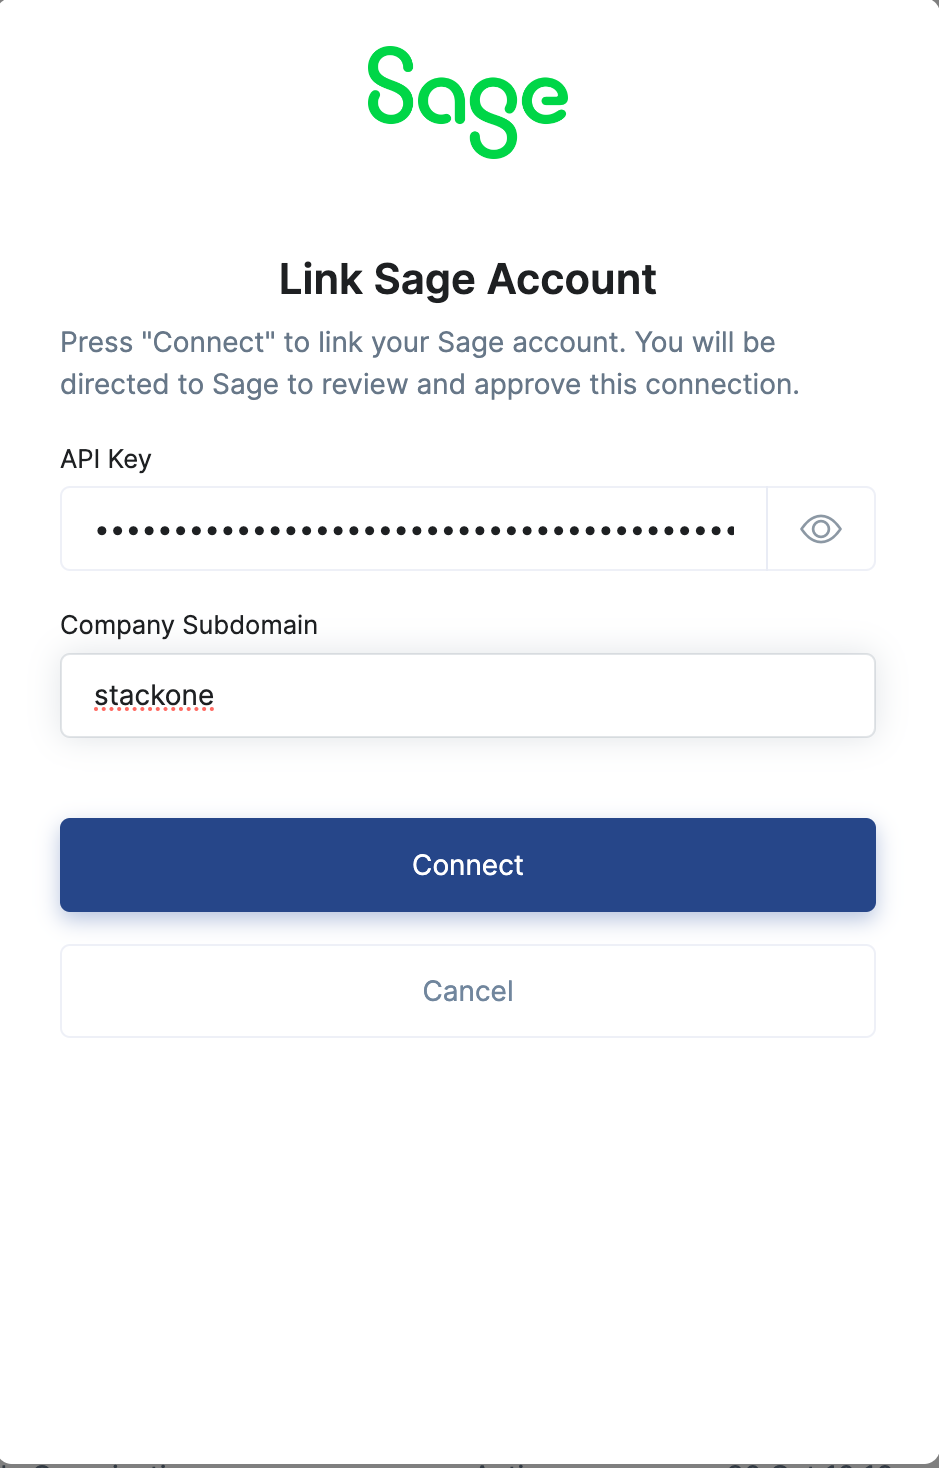 Sage
Link Sage Account
Press "Connect" to link your Sage account. You will be
directed to Sage to review and approve this connection.
API Key
••••••••••••••••••••••••••••••••••••••••
Company Subdomain
stackone
Connect
Cancel